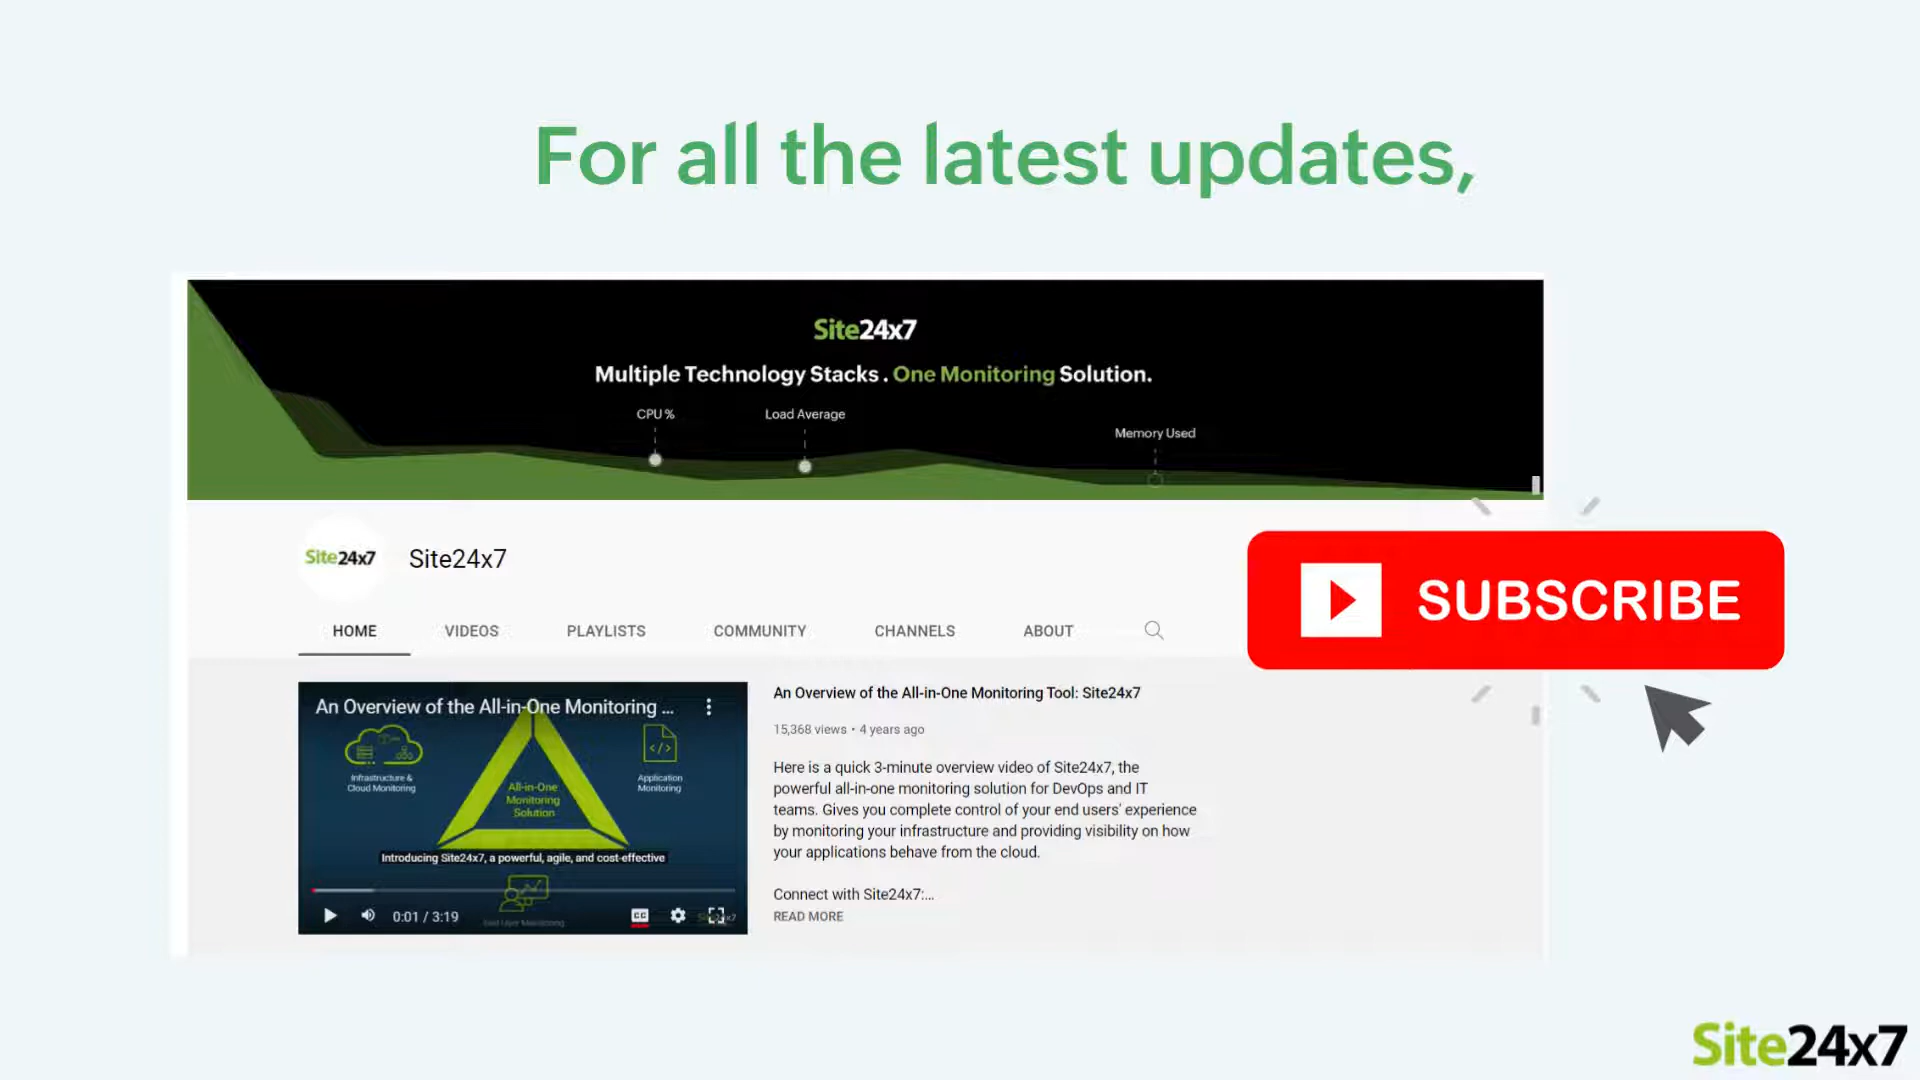 For all the latest updates,
Site24x7
Multiple Technology Stacks . One Monitoring Solution.
CPU %
Load Average
Memory Used
Site24x7
Site24x7
SUBSCRIBE
HOME
VIDEOS
PLAYLISTS
COMMUNITY
CHANNELS
ABOUT
An Overview of the All-in-One Monitoring ...
Infrastructure &
Cloud Monitoring
Application
Monitoring
All-in-One
Monitoring
Solution
Introducing Site24x7, a powerful, agile, and cost-effective
End User Monitoring
0:01 / 3:19
CC
An Overview of the All-in-One Monitoring Tool: Site24x7
15,368 views • 4 years ago
Here is a quick 3-minute overview video of Site24x7, the
powerful all-in-one monitoring solution for DevOps and IT
teams. Gives you complete control of your end users' experience
by monitoring your infrastructure and providing visibility on how
your applications behave from the cloud.
Connect with Site24x7:...
READ MORE
Site24x7